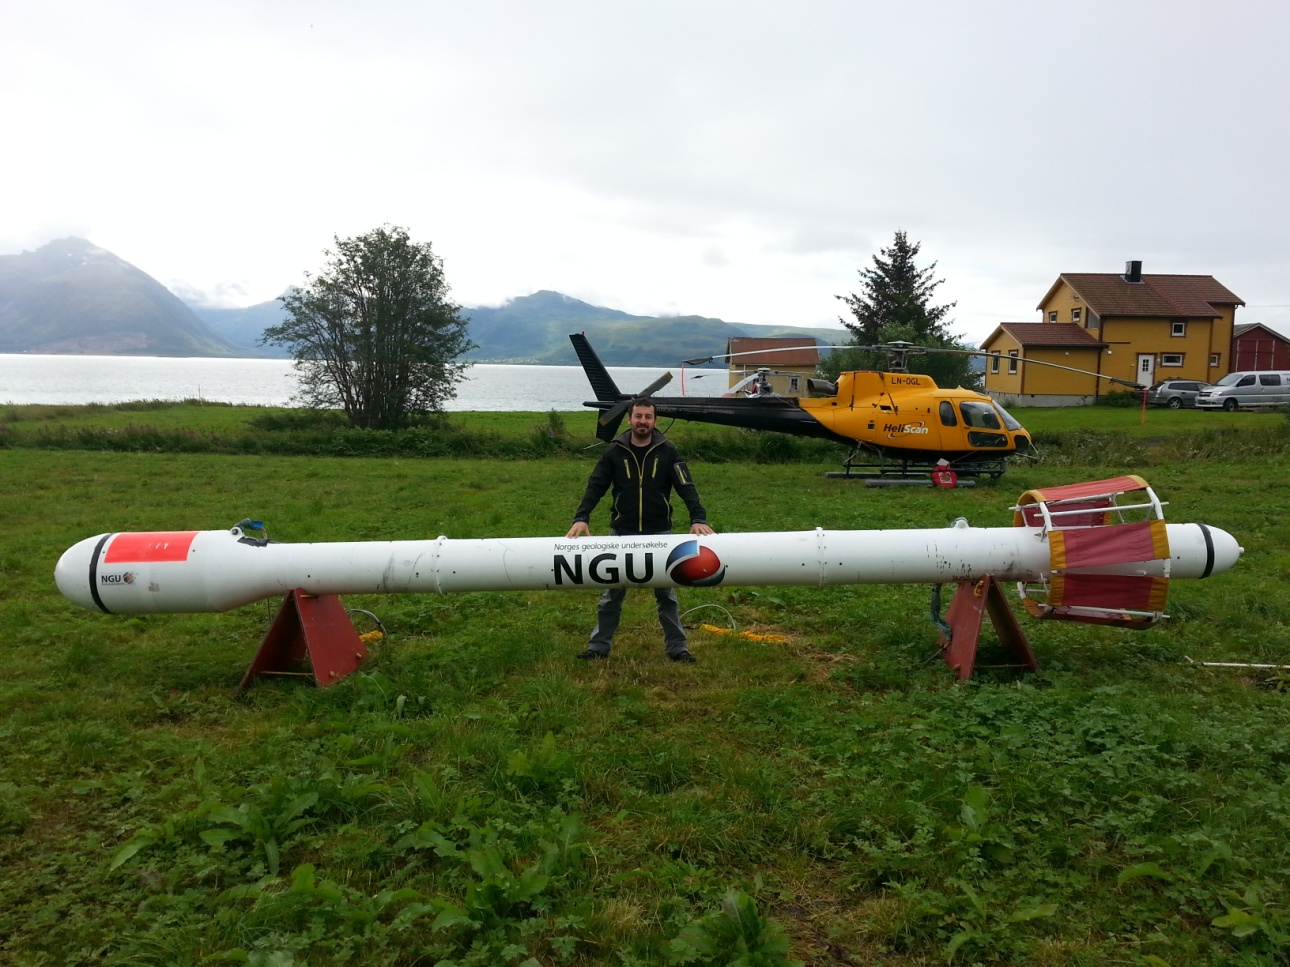 LN-OGL
HeliScan
Norges geologiske undersøkelse
NGU
NGU